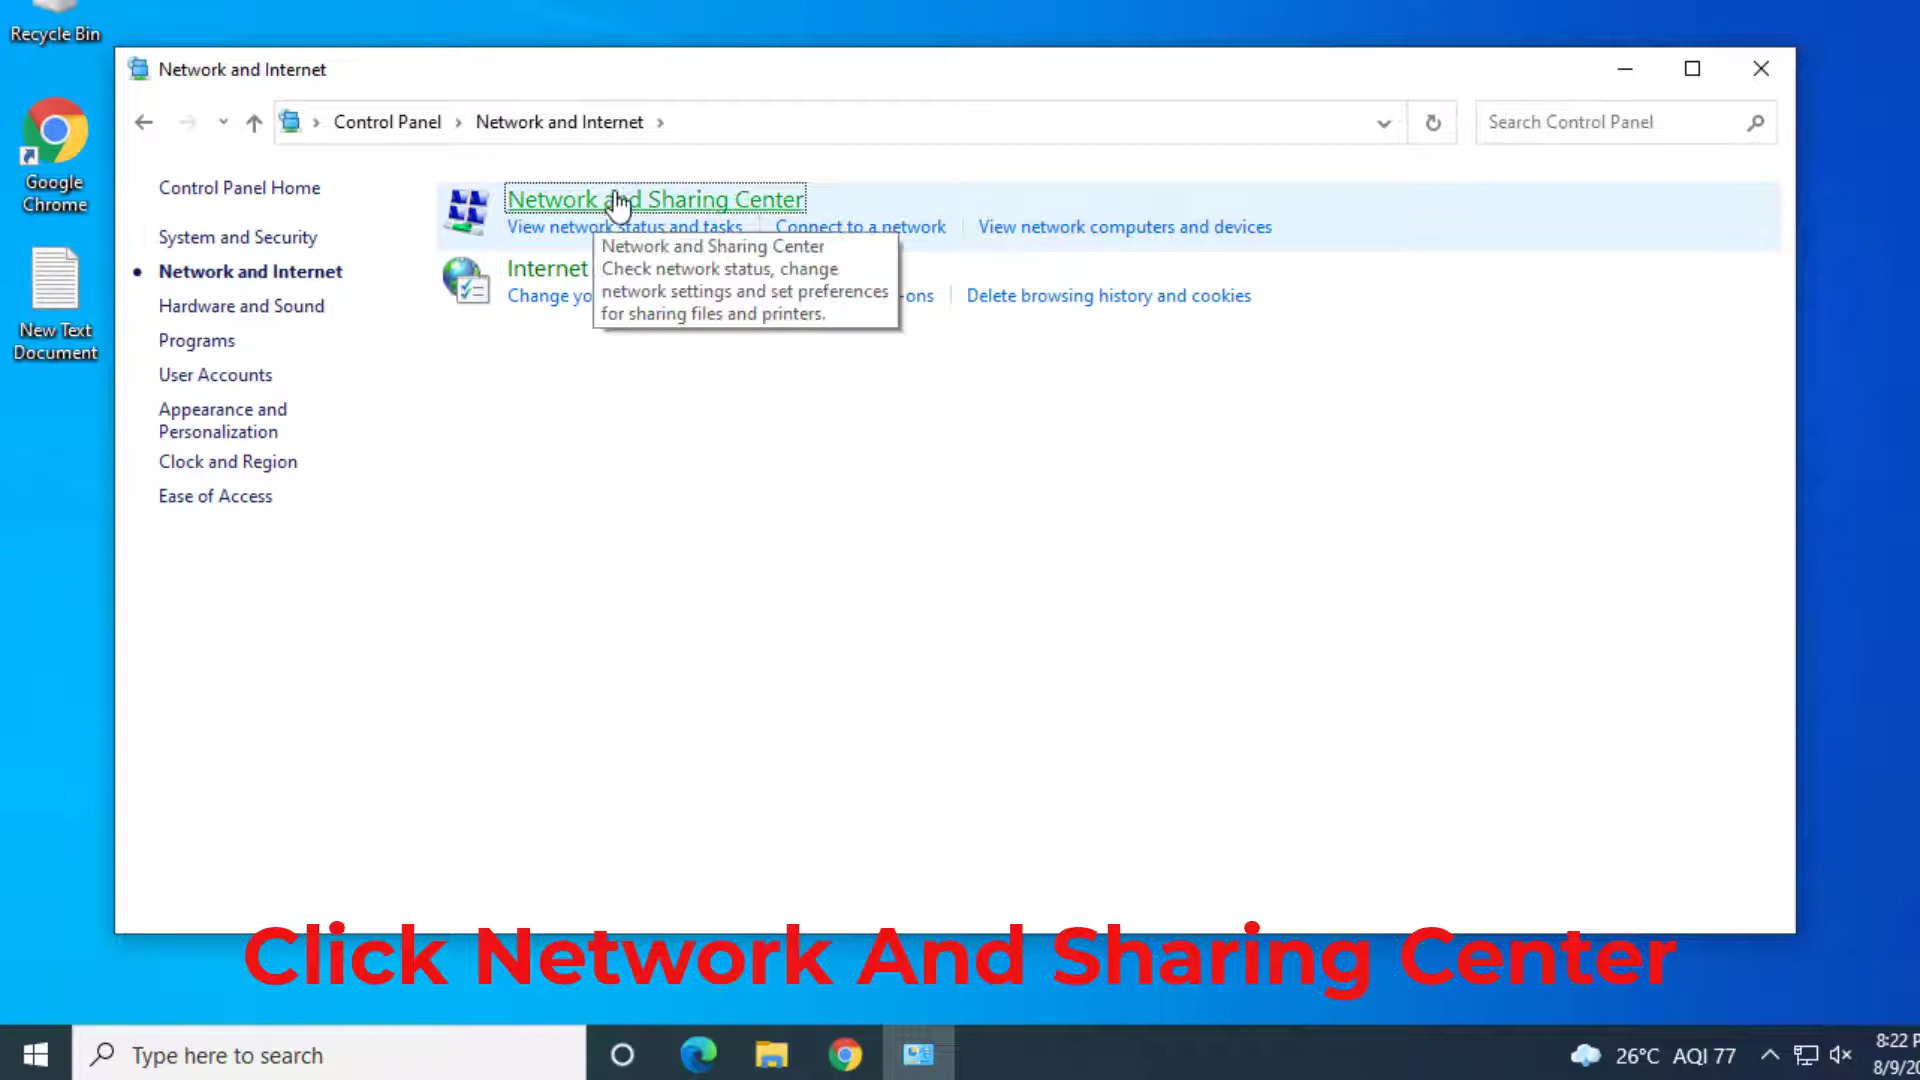 Recycle Bin
Google
Chrome
New Text
Document
Network and Internet
Control Panel
Network and Internet
Search Control Panel
Control Panel Home
System and Security
Network and Internet
Hardware and Sound
Programs
User Accounts
Appearance and
Personalization
Clock and Region
Ease of Access
Network and Sharing Center
View network status and tasks
Connect to a network
View network computers and devices
Internet
Change yo
-ons
Delete browsing history and cookies
Network and Sharing Center
Check network status, change
network settings and set preferences
for sharing files and printers.
Click Network And Sharing Center
Type here to search
26°C AQI 77
8:22 P
8/9/20